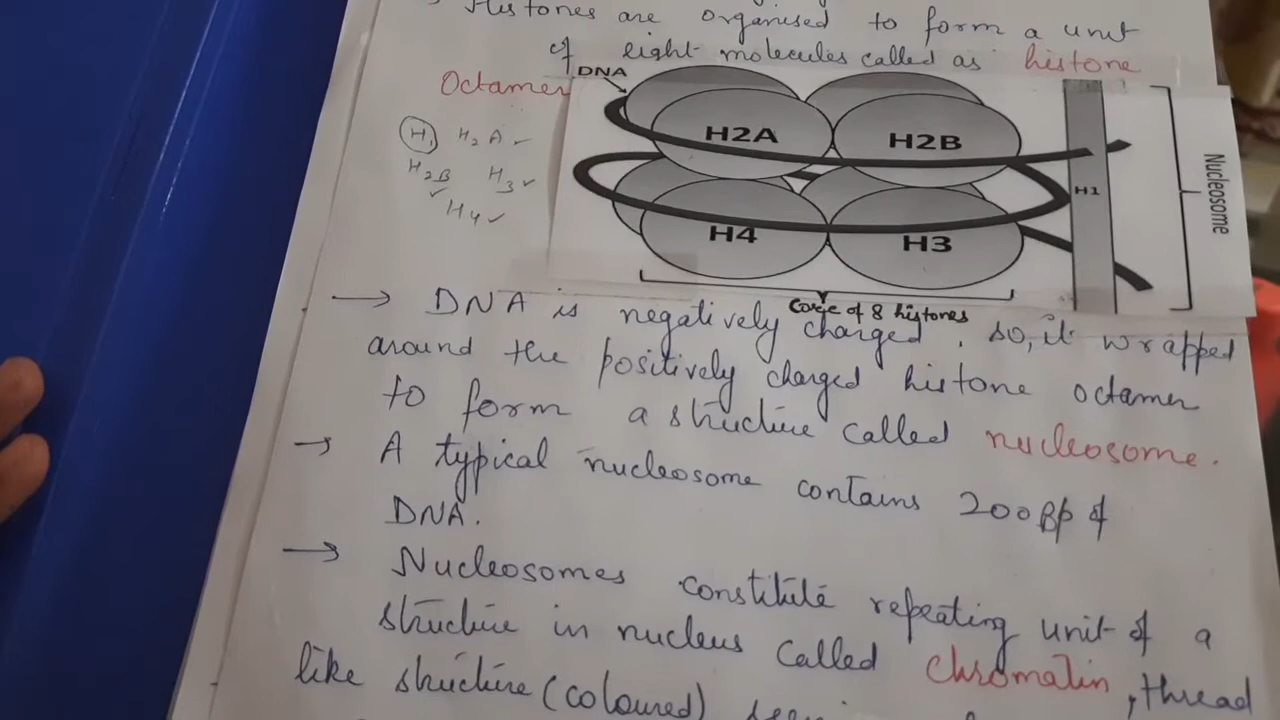 Histones are organised to form a unit
of eight molecules called as histone
Octamer
DNA
H2A
H2B
H1
H4
H3
Nucleosome
Core of 8 histones
H1 H2A ✓
H2B ✓ H3 ✓
H4 ✓
→ DNA is negatively charged, so, it wrapped
around the positively charged histone octamer
to form a structure called nucleosome.
→ A typical nucleosome contains 200Bp of
DNA.
→ Nucleosomes constitute repeating unit of a
structure in nucleus called Chromatin, thread
like structure (coloured)